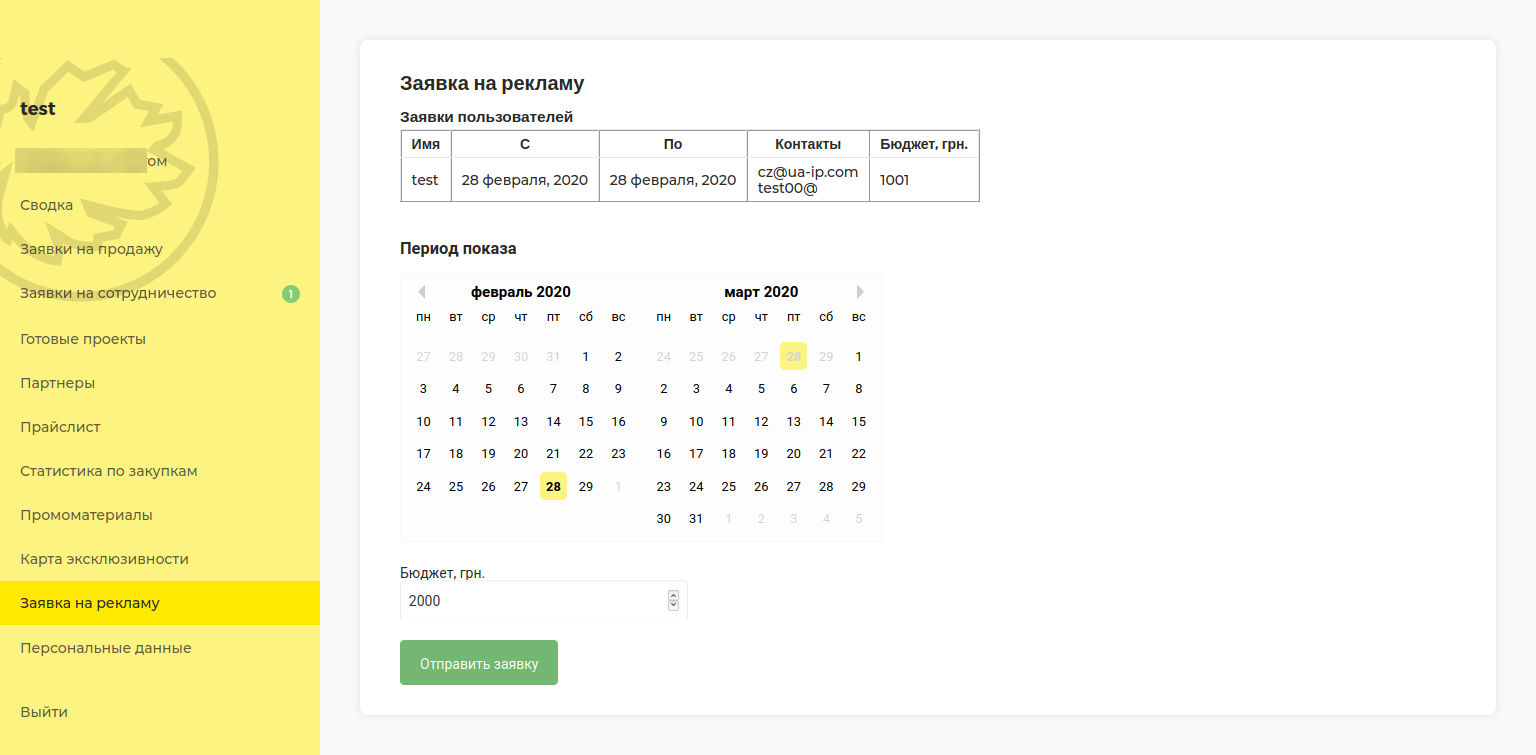 test
ом
Сводка
Заявки на продажу
Заявки на сотрудничество 1
Готовые проекты
Партнеры
Прайслист
Статистика по закупкам
Промоматериалы
Карта эксклюзивности
Заявка на рекламу
Персональные данные
Выйти
Заявка на рекламу
Заявки пользователей
Имя С По Контакты Бюджет, грн.
test 28 февраля, 2020 28 февраля, 2020 cz@ua-ip.com 1001
test00@
Период показа
февраль 2020 март 2020
пн вт ср чт пт сб вс пн вт ср чт пт сб вс
27 28 29 30 31 1 2 24 25 26 27 28 29 1
3 4 5 6 7 8 9 2 3 4 5 6 7 8
10 11 12 13 14 15 16 9 10 11 12 13 14 15
17 18 19 20 21 22 23 16 17 18 19 20 21 22
24 25 26 27 28 29 1 23 24 25 26 27 28 29
30 31 1 2 3 4 5
Бюджет, грн.
2000
Отправить заявку